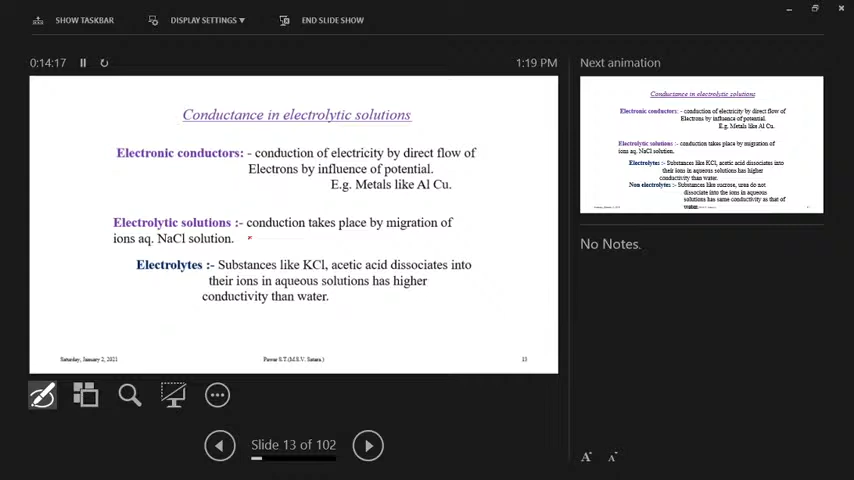 SHOW TASKBAR
DISPLAY SETTINGS ▼
END SLIDE SHOW
0:14:17
1:19 PM
Conductance in electrolytic solutions
Electronic conductors: - conduction of electricity by direct flow of
Electrons by influence of potential.
E.g. Metals like Al Cu.
Electrolytic solutions :- conduction takes place by migration of
ions aq. NaCl solution.
Electrolytes :- Substances like KCl, acetic acid dissociates into
their ions in aqueous solutions has higher
conductivity than water.
Saturday, January 2, 2021
Pawar S.T.(M.S.V. Satara.)
13
Next animation
Conductance in electrolytic solutions
Electronic conductors: - conduction of electricity by direct flow of
Electrons by influence of potential.
E.g. Metals like Al Cu.
Electrolytic solutions :- conduction takes place by migration of
ions aq. NaCl solution.
Electrolytes :- Substances like KCl, acetic acid dissociates into
their ions in aqueous solutions has higher
conductivity than water.
Non electrolytes :- Substances like sucrose, urea do not
dissociate into the ions in aqueous
solutions has same conductivity as that of
water.
No Notes.
Slide 13 of 102
A A